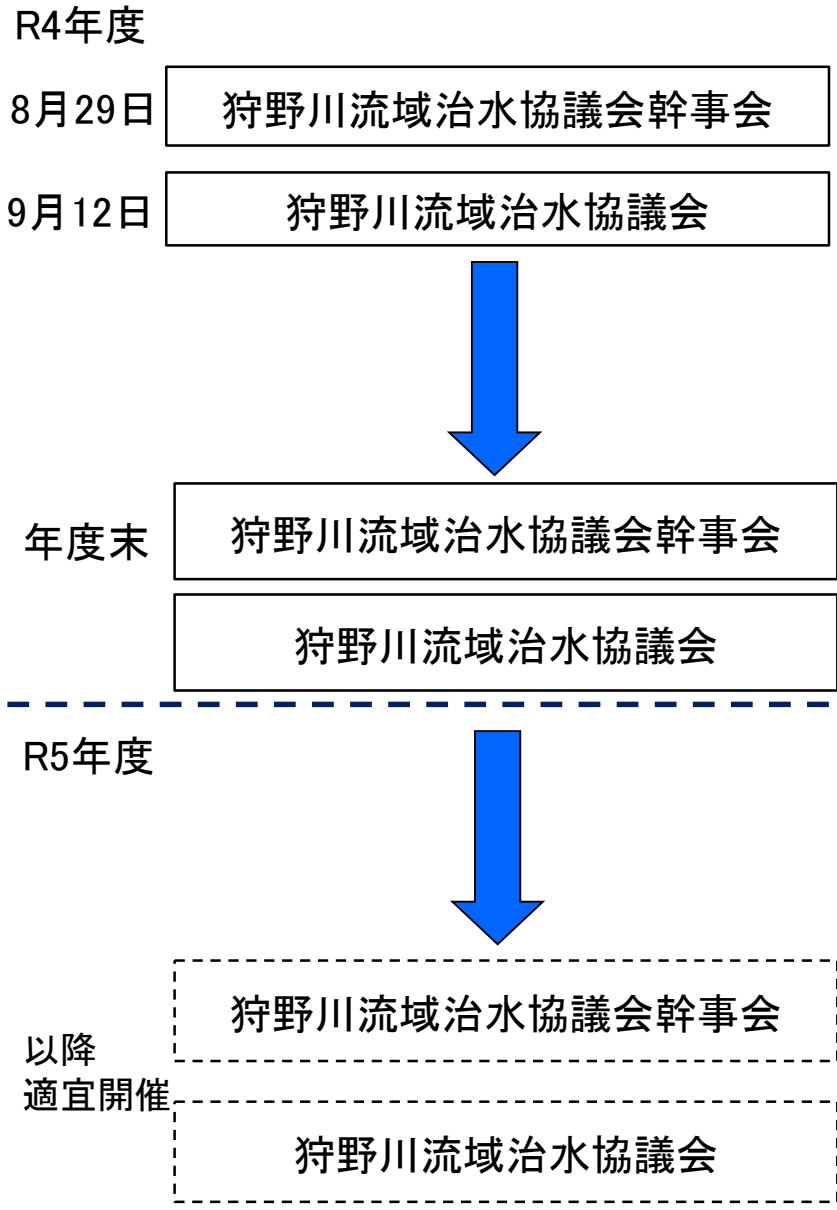 R4年度
8月29日 狩野川流域治水協議会幹事会
9月12日 狩野川流域治水協議会
年度末 狩野川流域治水協議会幹事会
狩野川流域治水協議会
R5年度
狩野川流域治水協議会幹事会
以降
適宜開催
狩野川流域治水協議会